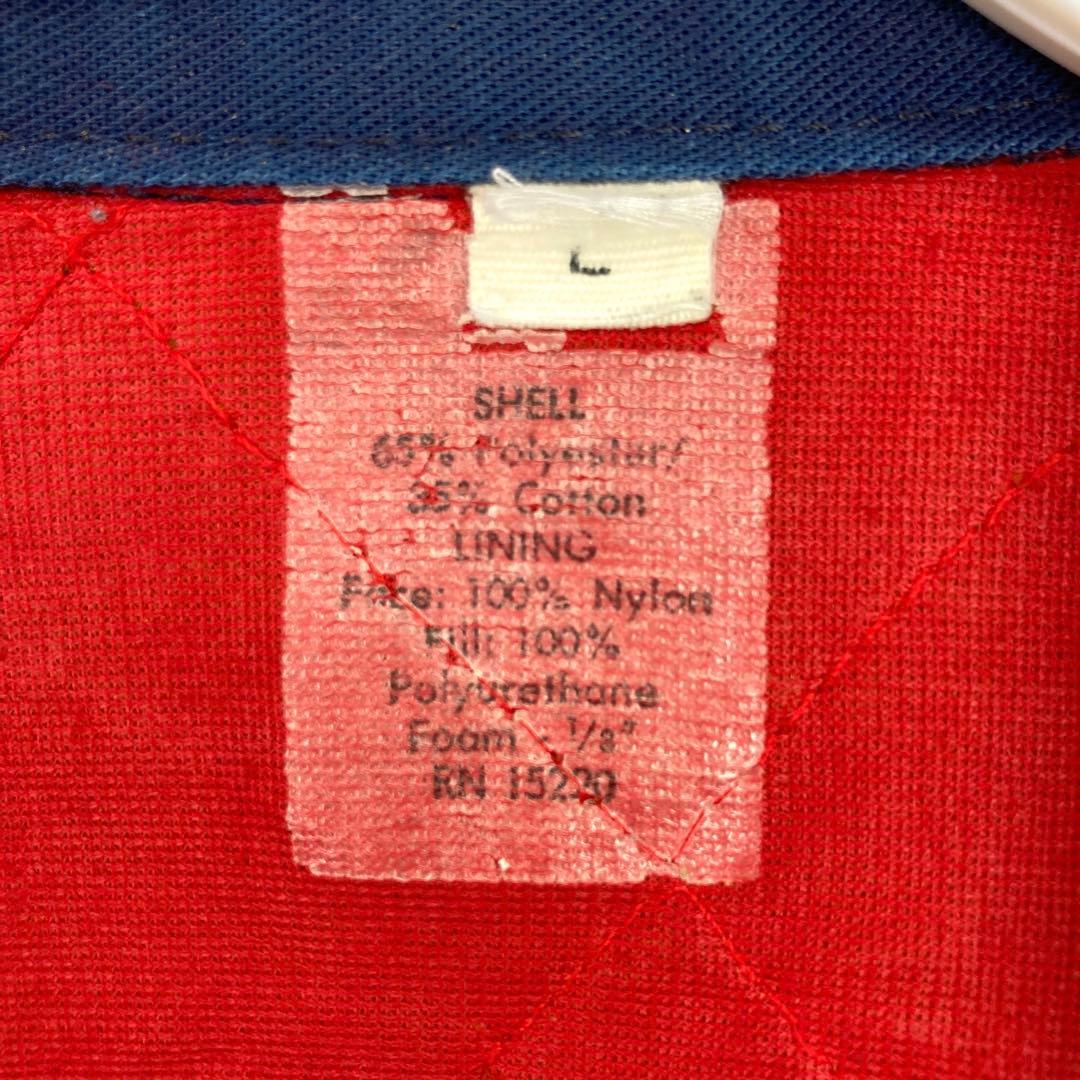 L
SHELL
65% Polyester/
35% Cotton
LINING
Face: 100% Nylon
Fill: 100%
Polyurethane
Foam - 1/8"
RN 15220